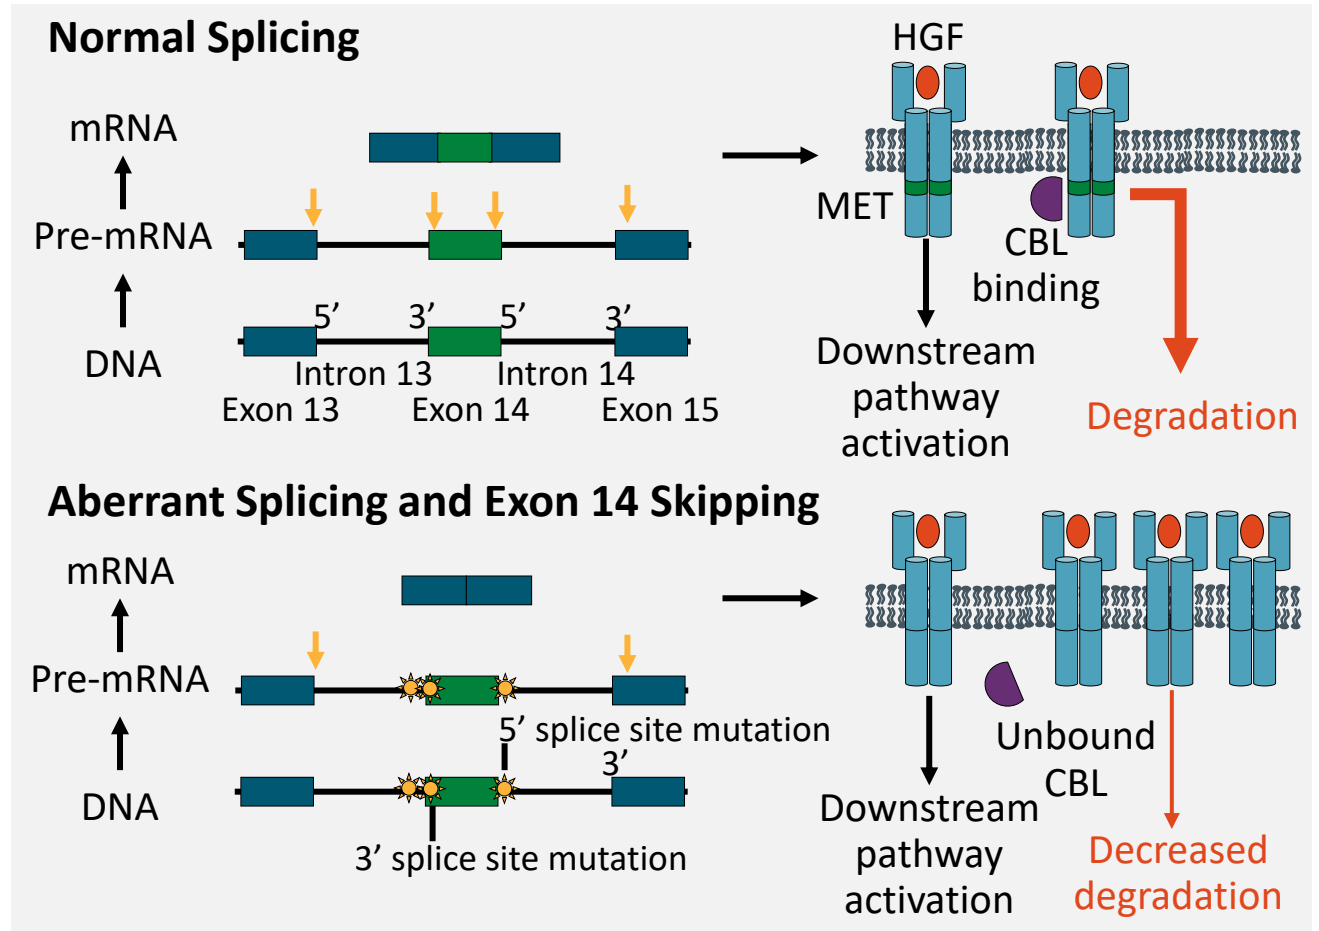 Normal Splicing
mRNA
Pre-mRNA
DNA
5’ 3’ 5’ 3’
Intron 13 Intron 14
Exon 13 Exon 14 Exon 15
HGF
MET
CBL
binding
Downstream
pathway
activation
Degradation
Aberrant Splicing and Exon 14 Skipping
mRNA
Pre-mRNA
DNA
5’ splice site mutation
3’
3’ splice site mutation
Unbound
CBL
Downstream
pathway
activation
Decreased
degradation